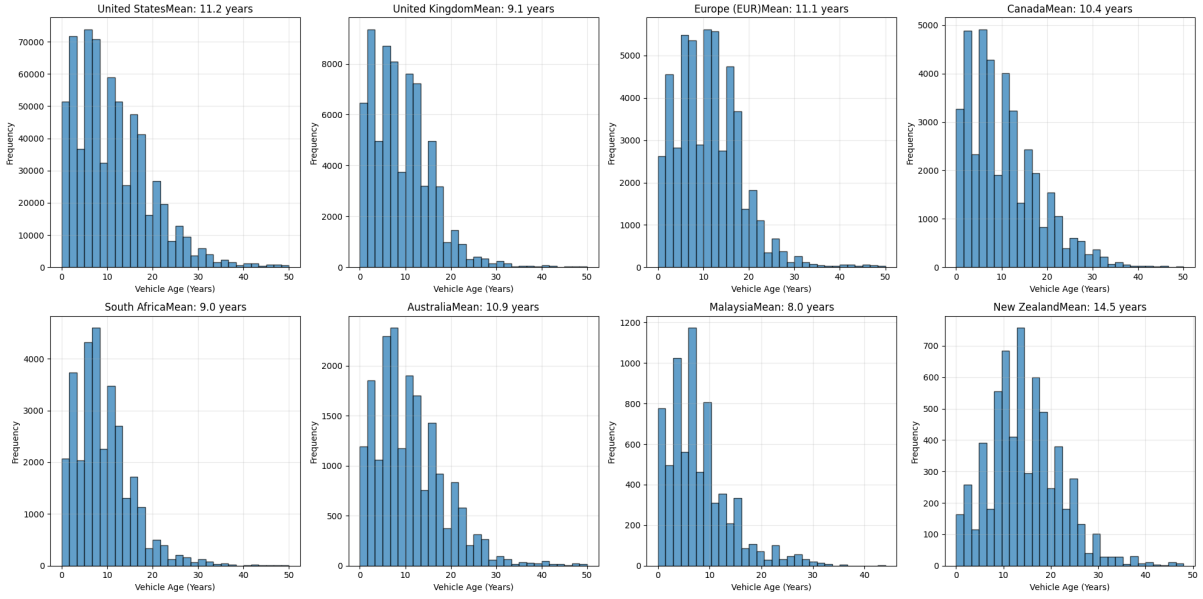 United StatesMean: 11.2 years
Frequency
70000
60000
50000
40000
30000
20000
10000
0
0 10 20 30 40 50
Vehicle Age (Years)
United KingdomMean: 9.1 years
Frequency
8000
6000
4000
2000
0
0 10 20 30 40 50
Vehicle Age (Years)
Europe (EUR)Mean: 11.1 years
Frequency
5000
4000
3000
2000
1000
0
0 10 20 30 40 50
Vehicle Age (Years)
CanadaMean: 10.4 years
Frequency
5000
4000
3000
2000
1000
0
0 10 20 30 40 50
Vehicle Age (Years)
South AfricaMean: 9.0 years
Frequency
4000
3000
2000
1000
0
0 10 20 30 40 50
Vehicle Age (Years)
AustraliaMean: 10.9 years
Frequency
2000
1500
1000
500
0
0 10 20 30 40 50
Vehicle Age (Years)
MalaysiaMean: 8.0 years
Frequency
1200
1000
800
600
400
200
0
0 10 20 30 40
Vehicle Age (Years)
New ZealandMean: 14.5 years
Frequency
700
600
500
400
300
200
100
0
0 10 20 30 40 50
Vehicle Age (Years)